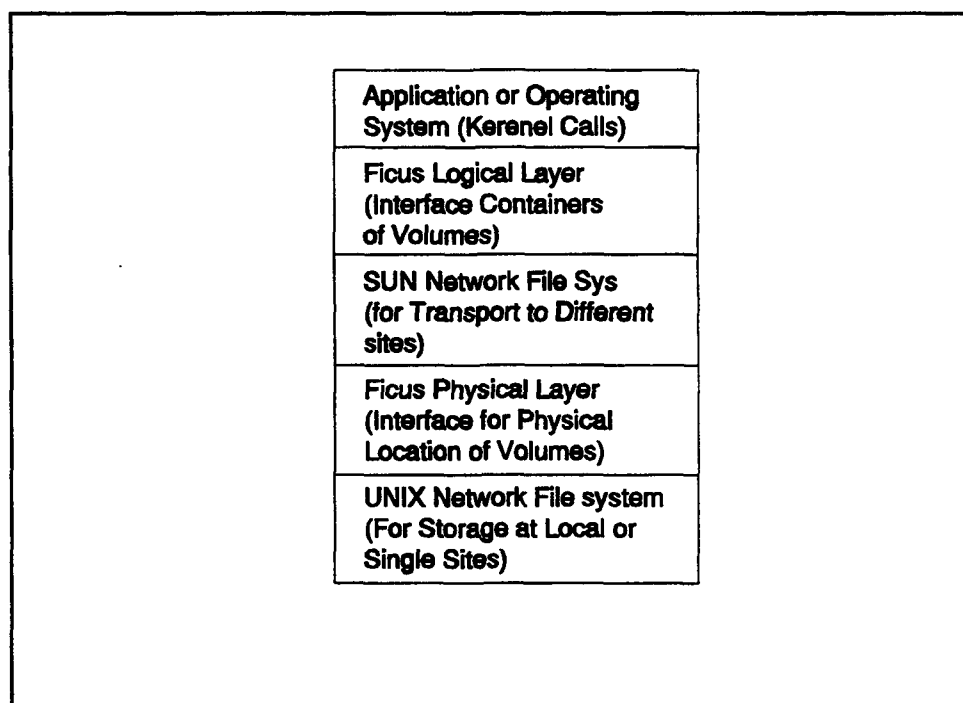 Application or Operating
System (Kerenel Calls)
Ficus Logical Layer
(Interface Containers
of Volumes)
SUN Network File Sys
(for Transport to Different
sites)
Ficus Physical Layer
(Interface for Physical
Location of Volumes)
UNIX Network File system
(For Storage at Local or
Single Sites)